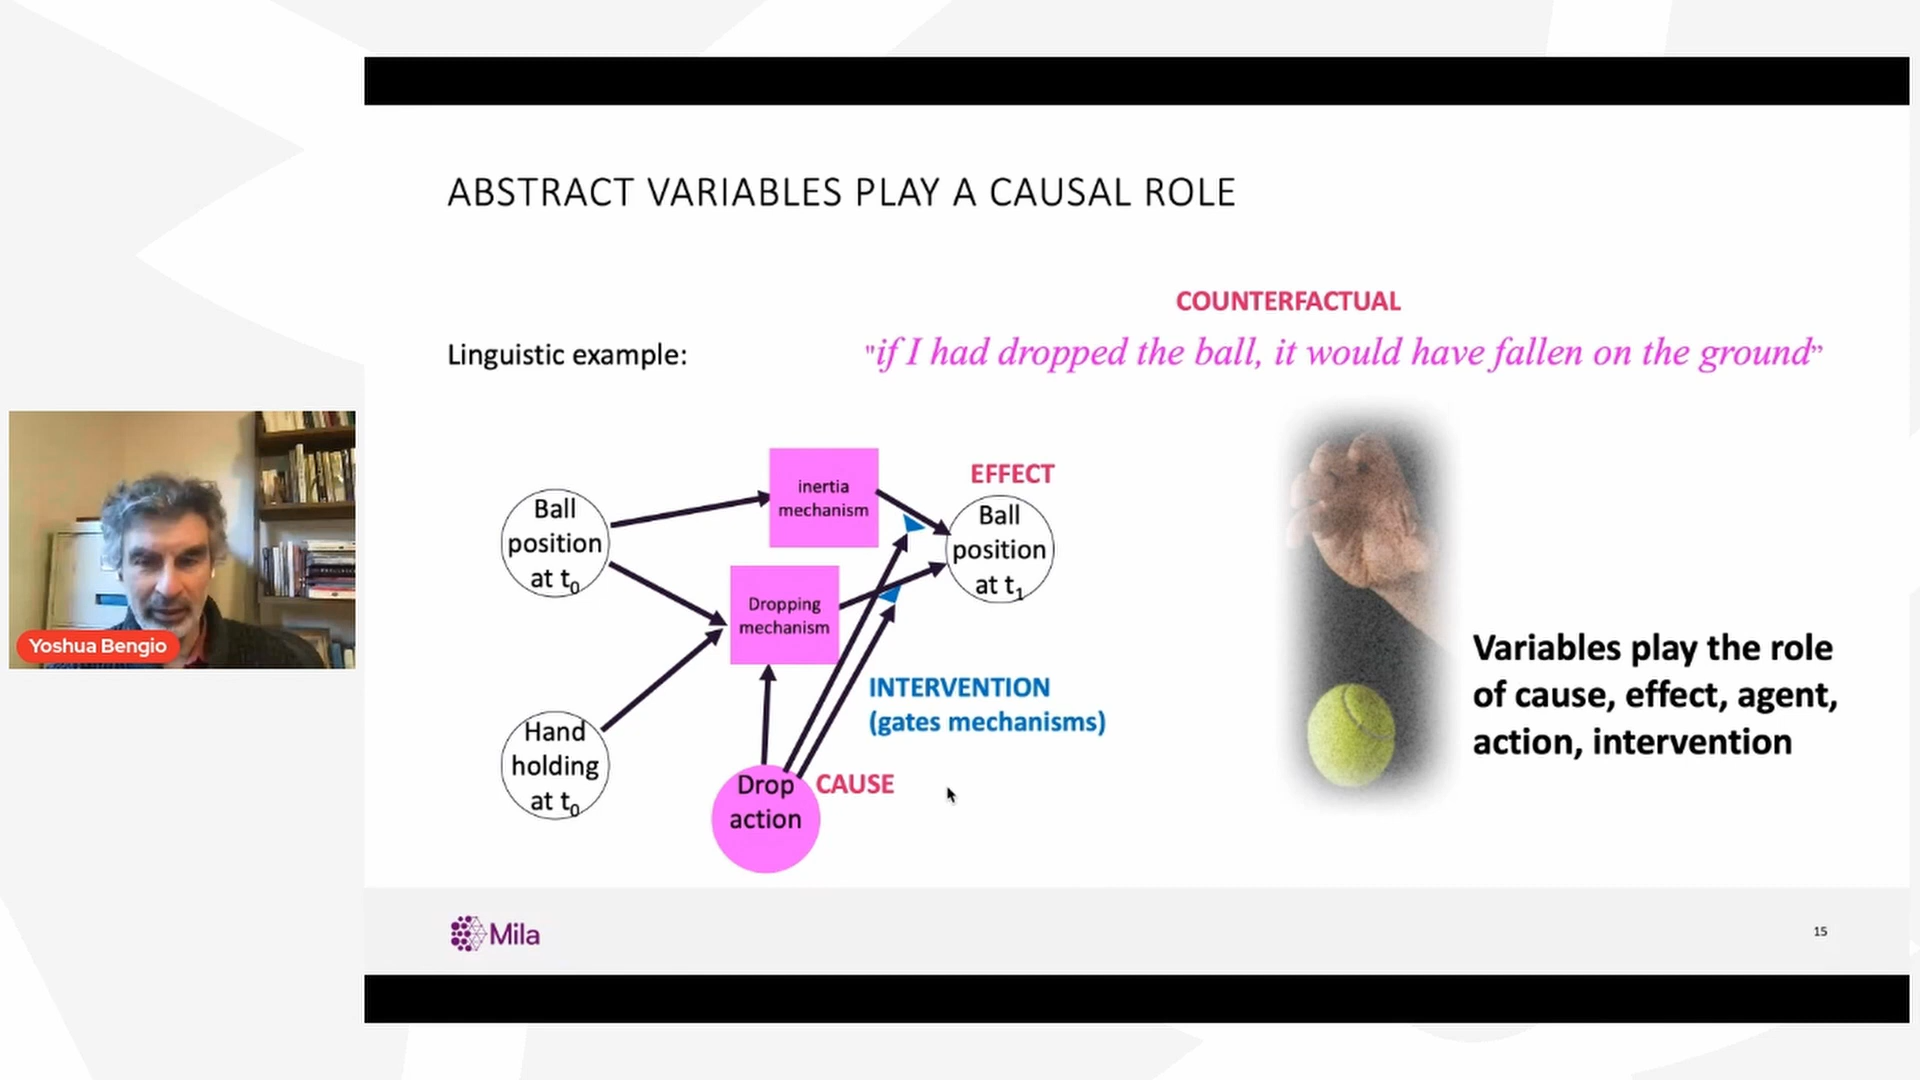 ABSTRACT VARIABLES PLAY A CAUSAL ROLE
COUNTERFACTUAL
Linguistic example:
"if I had dropped the ball, it would have fallen on the ground”
inertia
mechanism
EFFECT
Ball
position
at t0
Ball
position
at t1
Dropping
mechanism
Yoshua Bengio
Variables play the role
of cause, effect, agent,
action, intervention
INTERVENTION
(gates mechanisms)
Hand
holding
at t0
Drop
action
CAUSE
Mila
15